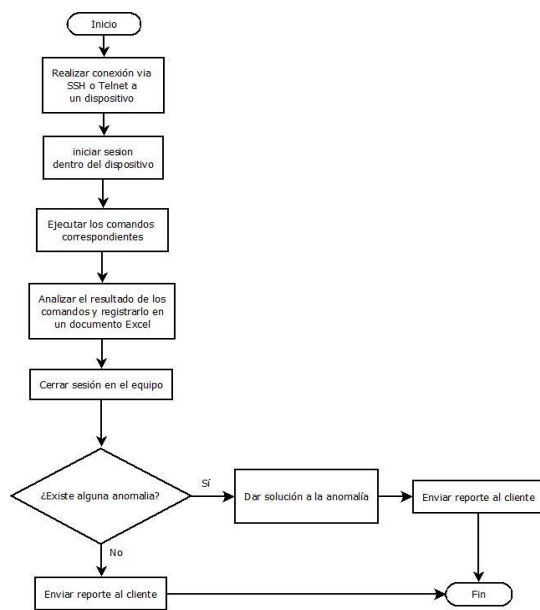 Inicio
Realizar conexión via
SSH o Telnet a
un dispositivo
iniciar sesion
dentro del dispositivo
Ejecutar los comandos
correspondientes
Analizar el resultado de los
comandos y registrarlo en
un documento Excel
Cerrar sesión en el equipo
¿Existe alguna anomalia?
Sí
Dar solución a la anomalía
Enviar reporte al cliente
No
Enviar reporte al cliente
Fin